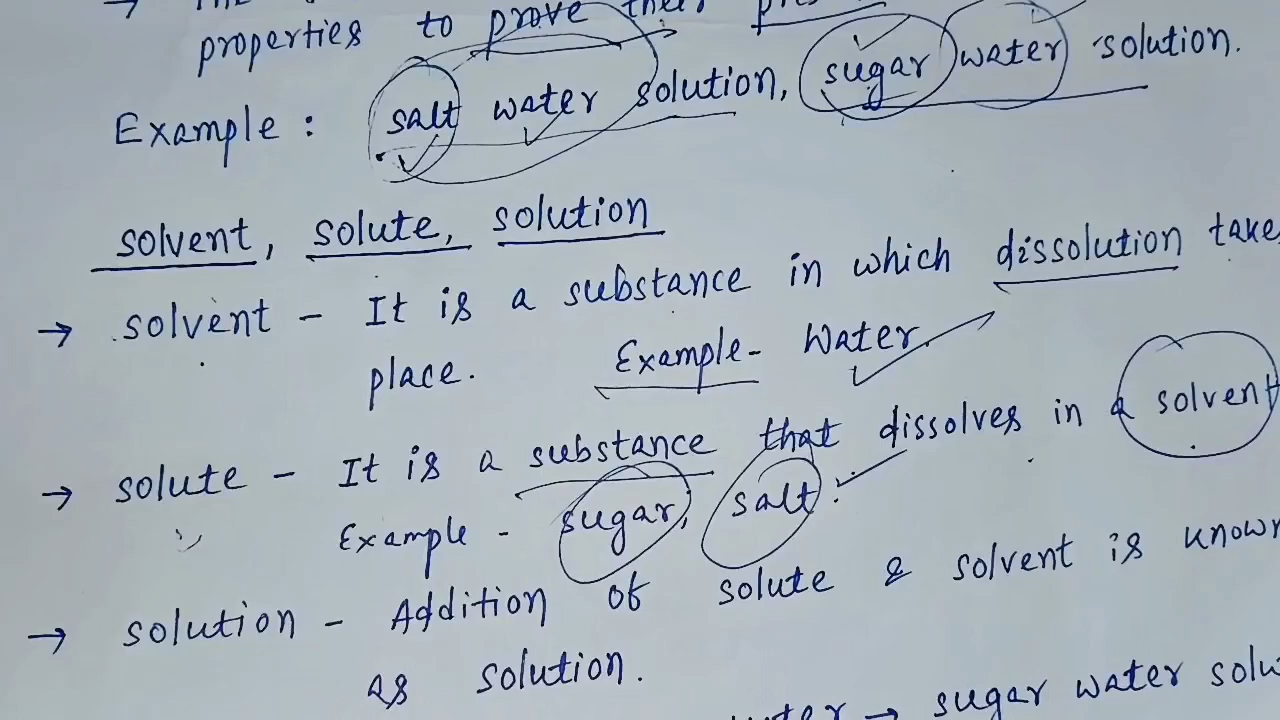 properties to prove their
Example : salt water solution, sugar water solution.
solvent, solute, solution
→ solvent - It is a substance in which dissolution take
place. Example - Water.
→ solute - It is a substance that dissolves in a solvent
Example - sugar, salt.
→ solution - Addition of solute & solvent is known
as solution.
→ sugar water solu